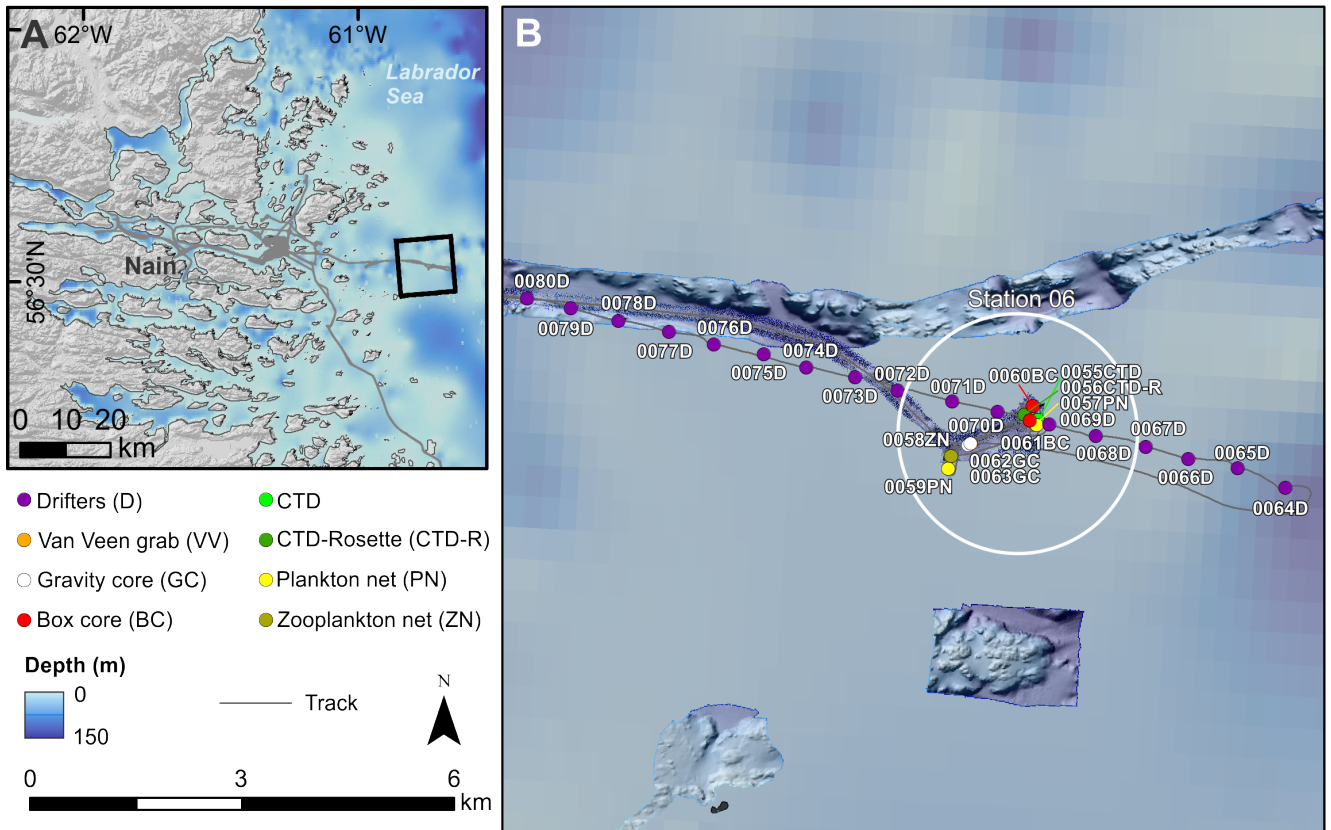 A
62°W
61°W
Labrador
Sea
Nain
56°30'N
0 10 20
km
B
Station 06
0080D
0079D
0078D
0077D
0076D
0075D
0074D
0073D
0072D
0071D
0070D
0060BC
0055CTD
0056CTD-R
0057PN
0069D
0061BC
0068D
0067D
0066D
0065D
0064D
0058ZN
0062GC
0063GC
0059PN
Drifters (D)
CTD
Van Veen grab (VV)
CTD-Rosette (CTD-R)
Gravity core (GC)
Plankton net (PN)
Box core (BC)
Zooplankton net (ZN)
Depth (m)
0
150
Track
N
0 3 6
km